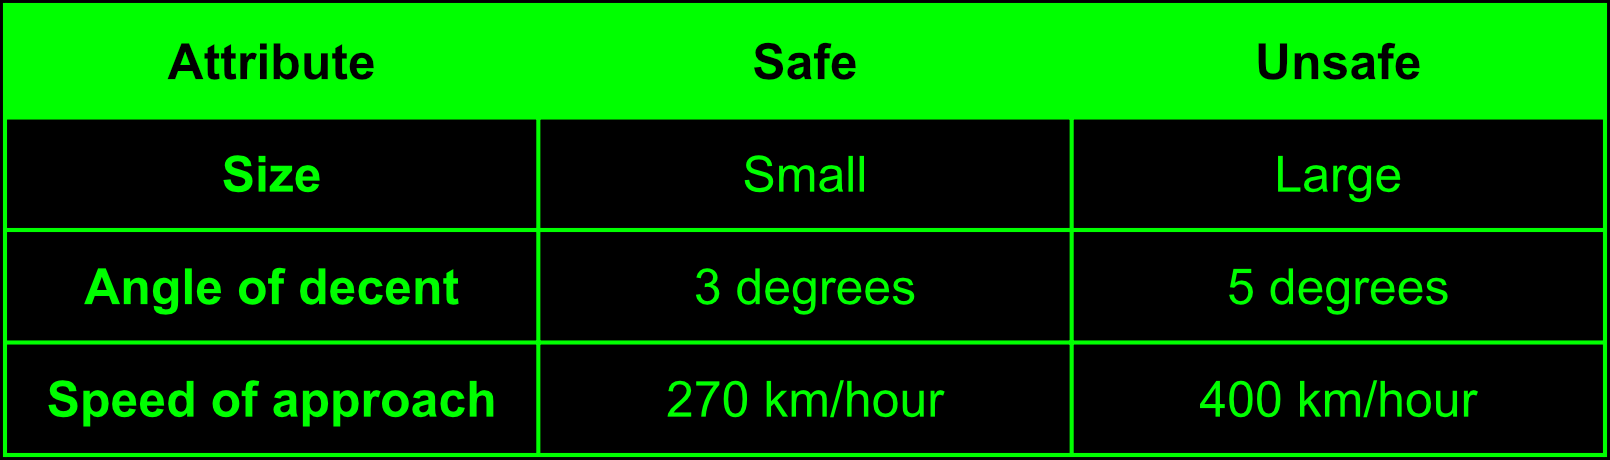 Attribute Safe Unsafe
Size Small Large
Angle of decent 3 degrees 5 degrees
Speed of approach 270 km/hour 400 km/hour